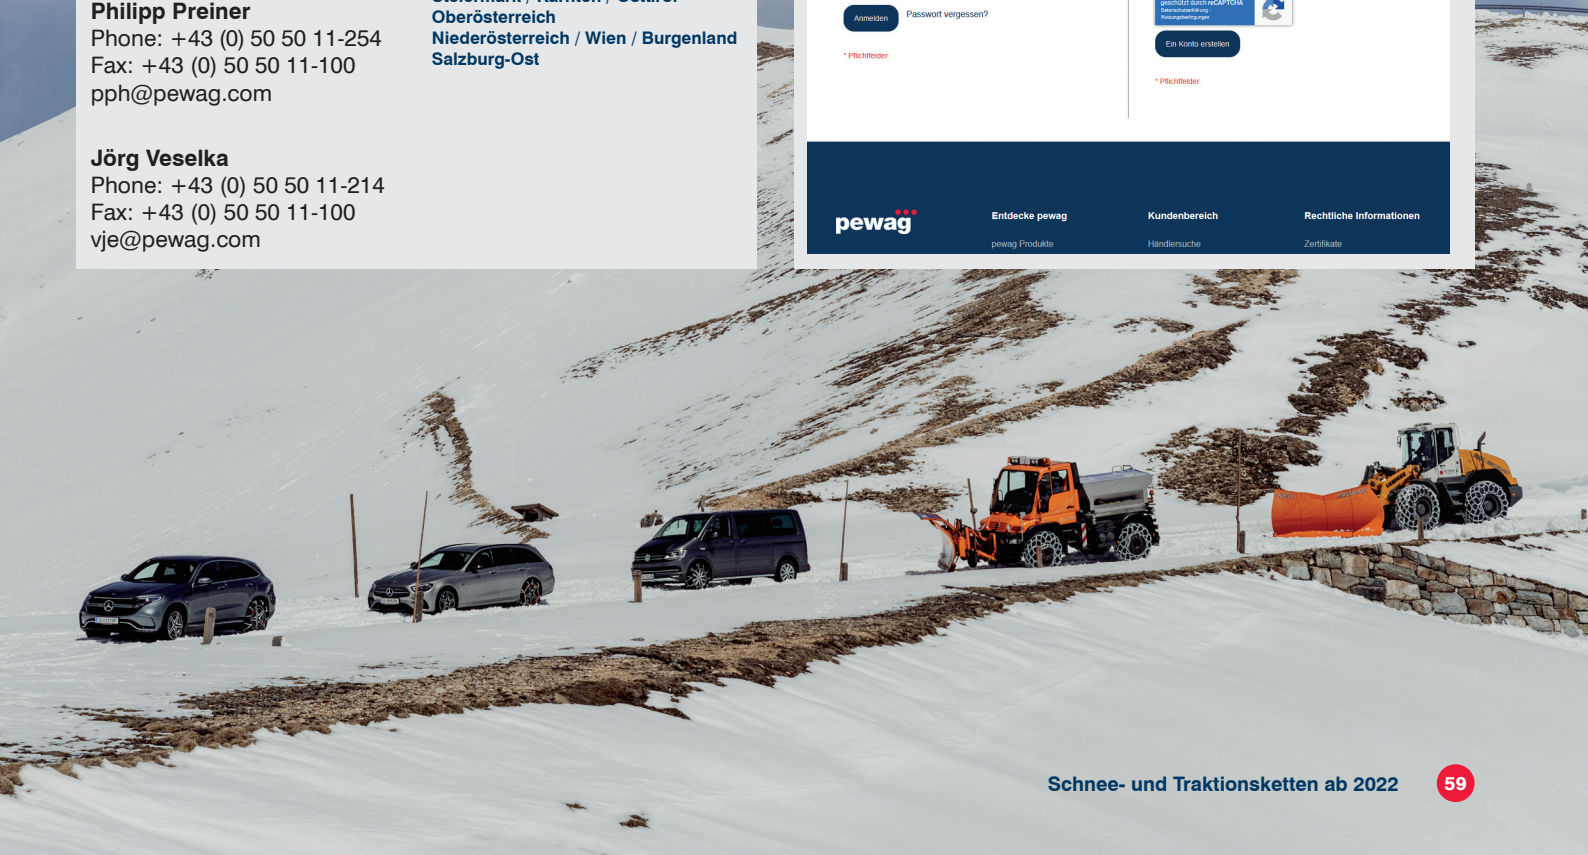 Philipp Preiner
Phone: +43 (0) 50 50 11-254
Fax: +43 (0) 50 50 11-100
pph@pewag.com
Jörg Veselka
Phone: +43 (0) 50 50 11-214
Fax: +43 (0) 50 50 11-100
vje@pewag.com
Oberösterreich
Niederösterreich / Wien / Burgenland
Salzburg-Ost
Anmelden
Passwort vergessen?
* Pflichtfelder
geschützt durch reCAPTCHA
Datenschutzerklärung -
Nutzungsbedingungen
Ein Konto erstellen
* Pflichtfelder
pewag
Entdecke pewag
Kundenbereich
Rechtliche Informationen
pewag Produkte
Händlersuche
Zertifikate
Schnee- und Traktionsketten ab 2022
59